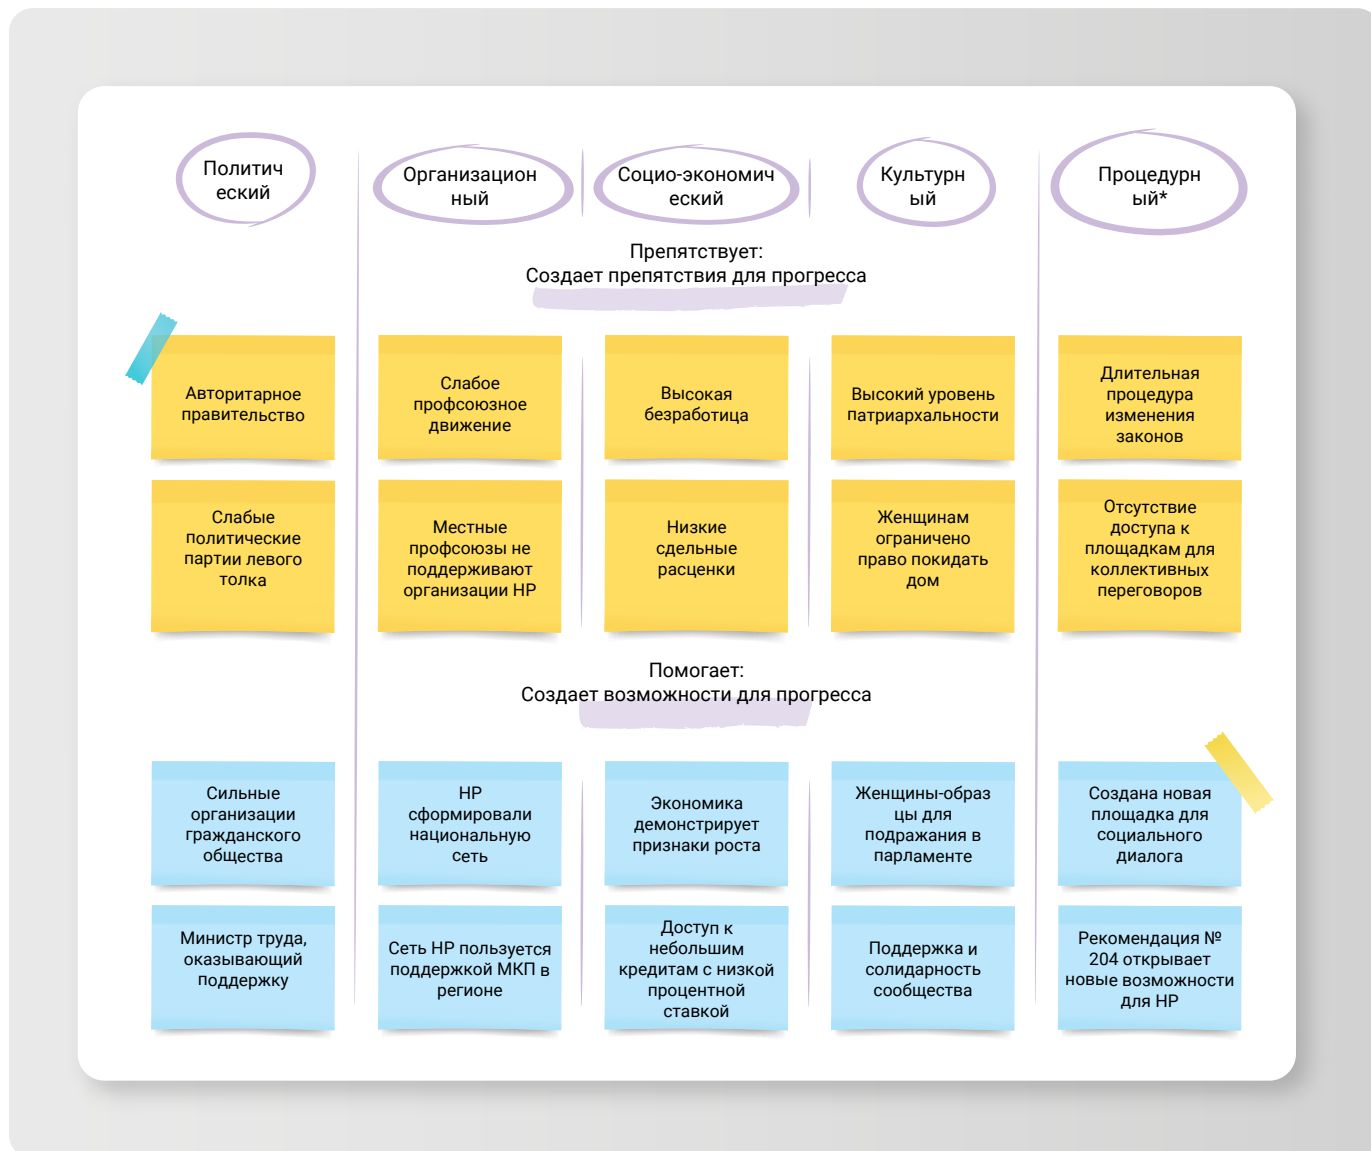 Политич
еский
Организацион
ный
Социо-экономич
еский
Культурн
ый
Процедурн
ый*
Препятствует:
Создает препятствия для прогресса
Авторитарное
правительство
Слабое
профсоюзное
движение
Высокая
безработица
Высокий уровень
патриархальности
Длительная
процедура
изменения
законов
Слабые
политические
партии левого
толка
Местные
профсоюзы не
поддерживают
организации НР
Низкие
сдельные
расценки
Женщинам
ограничено
право покидать
дом
Отсутствие
доступа к
площадкам для
коллективных
переговоров
Помогает:
Создает возможности для прогресса
Сильные
организации
гражданского
общества
НР
сформировали
национальную
сеть
Экономика
демонстрирует
признаки роста
Женщины-образ
цы для
подражания в
парламенте
Создана новая
площадка для
социального
диалога
Министр труда,
оказывающий
поддержку
Сеть НР пользуется
поддержкой МКП в
регионе
Доступ к
небольшим
кредитам с низкой
процентной
ставкой
Поддержка и
солидарность
сообщества
Рекомендация №
204 открывает
новые возможности
для НР